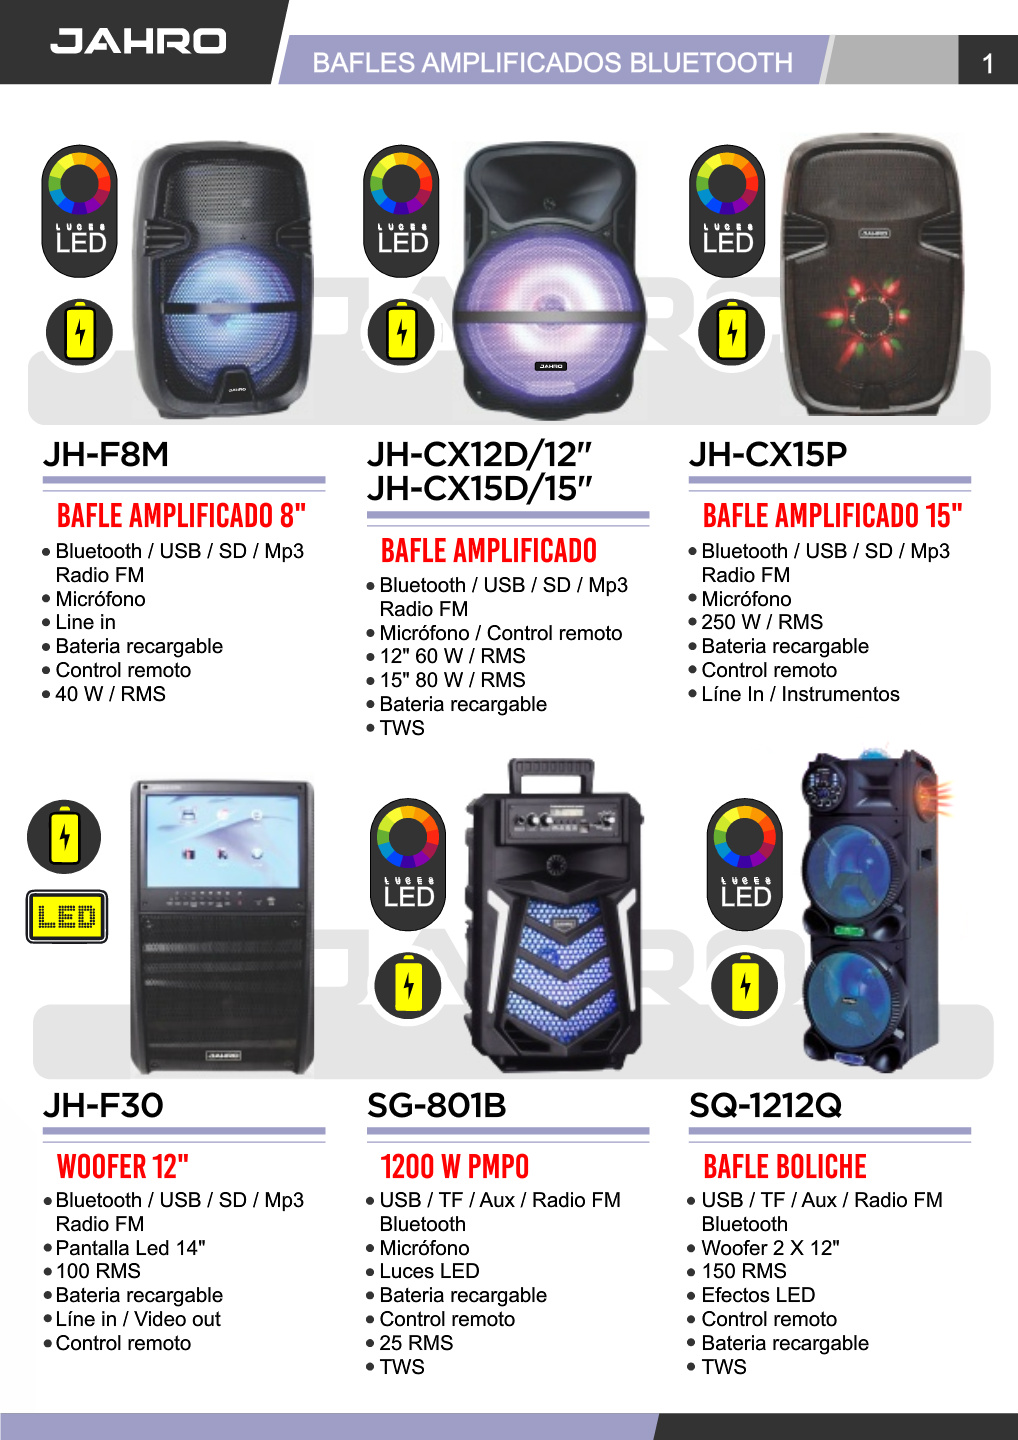 JAHRO
BAFLES AMPLIFICADOS BLUETOOTH
1
LUCES
LED
LUCES
LED
LUCES
LED
JAHRO
JAHRO
JAHRO
JAHRO
JH-F8M
BAFLE AMPLIFICADO 8"
Bluetooth / USB / SD / Mp3
Radio FM
Micrófono
Line in
Bateria recargable
Control remoto
40 W / RMS
JH-CX12D/12"
JH-CX15D/15"
BAFLE AMPLIFICADO
Bluetooth / USB / SD / Mp3
Radio FM
Micrófono / Control remoto
12" 60 W / RMS
15" 80 W / RMS
Bateria recargable
TWS
JH-CX15P
BAFLE AMPLIFICADO 15"
Bluetooth / USB / SD / Mp3
Radio FM
Micrófono
250 W / RMS
Bateria recargable
Control remoto
Líne In / Instrumentos
LED
LUCES
LED
LUCES
LED
JAHRO
JAHRO
JH-F30
WOOFER 12"
Bluetooth / USB / SD / Mp3
Radio FM
Pantalla Led 14"
100 RMS
Bateria recargable
Líne in / Video out
Control remoto
SG-801B
1200 W PMPO
USB / TF / Aux / Radio FM
Bluetooth
Micrófono
Luces LED
Bateria recargable
Control remoto
25 RMS
TWS
SQ-1212Q
BAFLE BOLICHE
USB / TF / Aux / Radio FM
Bluetooth
Woofer 2 X 12"
150 RMS
Efectos LED
Control remoto
Bateria recargable
TWS